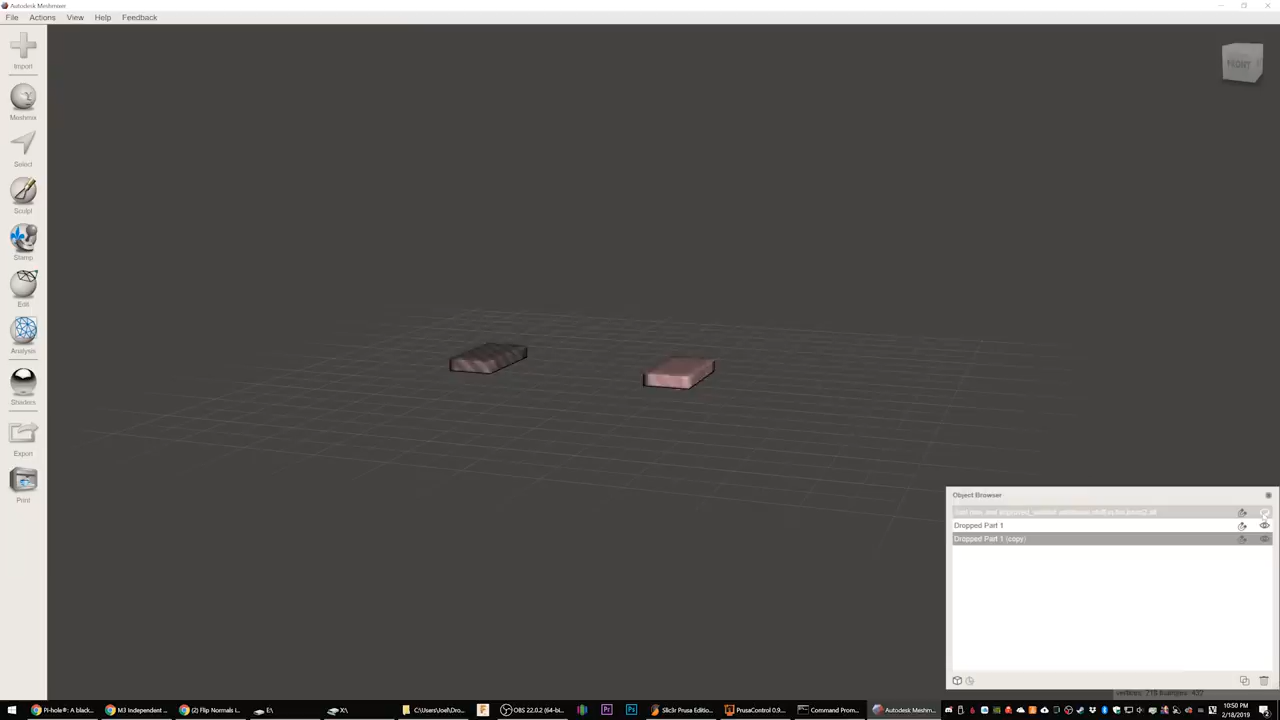 Autodesk Meshmixer
File Actions View Help Feedback
Import
Meshmix
Select
Sculpt
Stamp
Edit
Analysis
Shaders
Export
Print
FRONT
Object Browser
Dropped Part 1
Dropped Part 1 (copy)
Pi-hole®: A black...
M3 Independent ...
(2) Flip Normals i...
E:\
X:\
C:\Users\Joel\Dro...
OBS 22.0.2 (64-bi...
Slic3r Prusa Edition...
PrusaControl 0.9...
Command Prom...
Autodesk Meshm...
10:50 PM
2/18/2019